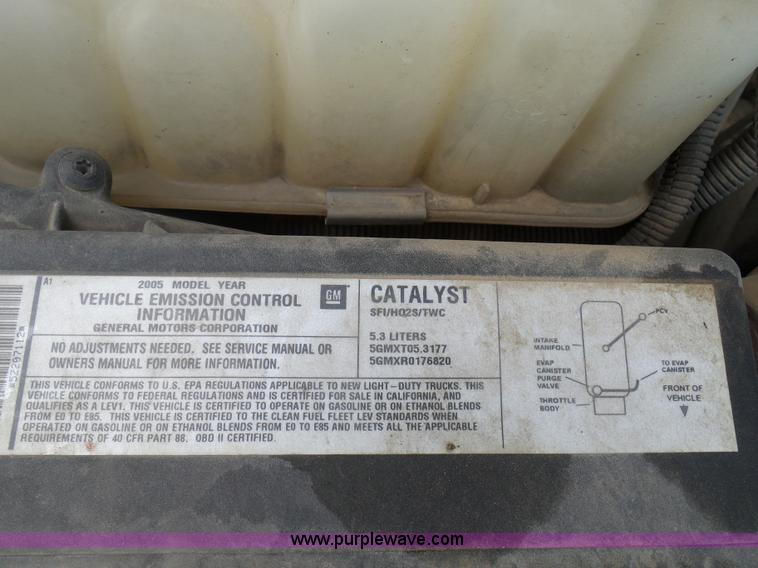 A1
2005 MODEL YEAR
VEHICLE EMISSION CONTROL
INFORMATION
GENERAL MOTORS CORPORATION
GM
NO ADJUSTMENTS NEEDED. SEE SERVICE MANUAL OR
OWNERS MANUAL FOR MORE INFORMATION.
CATALYST
SFI/HO2S/TWC
5.3 LITERS
5GMXT05.3177
5GMXR0176820
THIS VEHICLE CONFORMS TO U.S. EPA REGULATIONS APPLICABLE TO NEW LIGHT-DUTY TRUCKS. THIS
VEHICLE CONFORMS TO FEDERAL REGULATIONS AND IS CERTIFIED FOR SALE IN CALIFORNIA, AND
QUALIFIES AS A LEV1. THIS VEHICLE IS CERTIFIED TO OPERATE ON GASOLINE OR ON ETHANOL BLENDS
FROM E0 TO E85. THIS VEHICLE IS CERTIFIED TO THE CLEAN FUEL FLEET LEV STANDARDS WHEN
OPERATED ON GASOLINE OR ON ETHANOL BLENDS FROM E0 TO E85 AND MEETS ALL THE APPLICABLE
REQUIREMENTS OF 40 CFR PART 88. OBD II CERTIFIED.
PCV
INTAKE
MANIFOLD
EVAP
CANISTER
PURGE
VALVE
THROTTLE
BODY
TO EVAP
CANISTER
FRONT OF
VEHICLE
www.purplewave.com